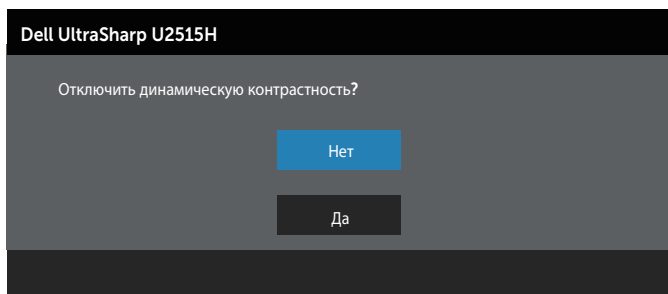 Dell UltraSharp U2515H
Отключить динамическую контрастность?
Нет
Да